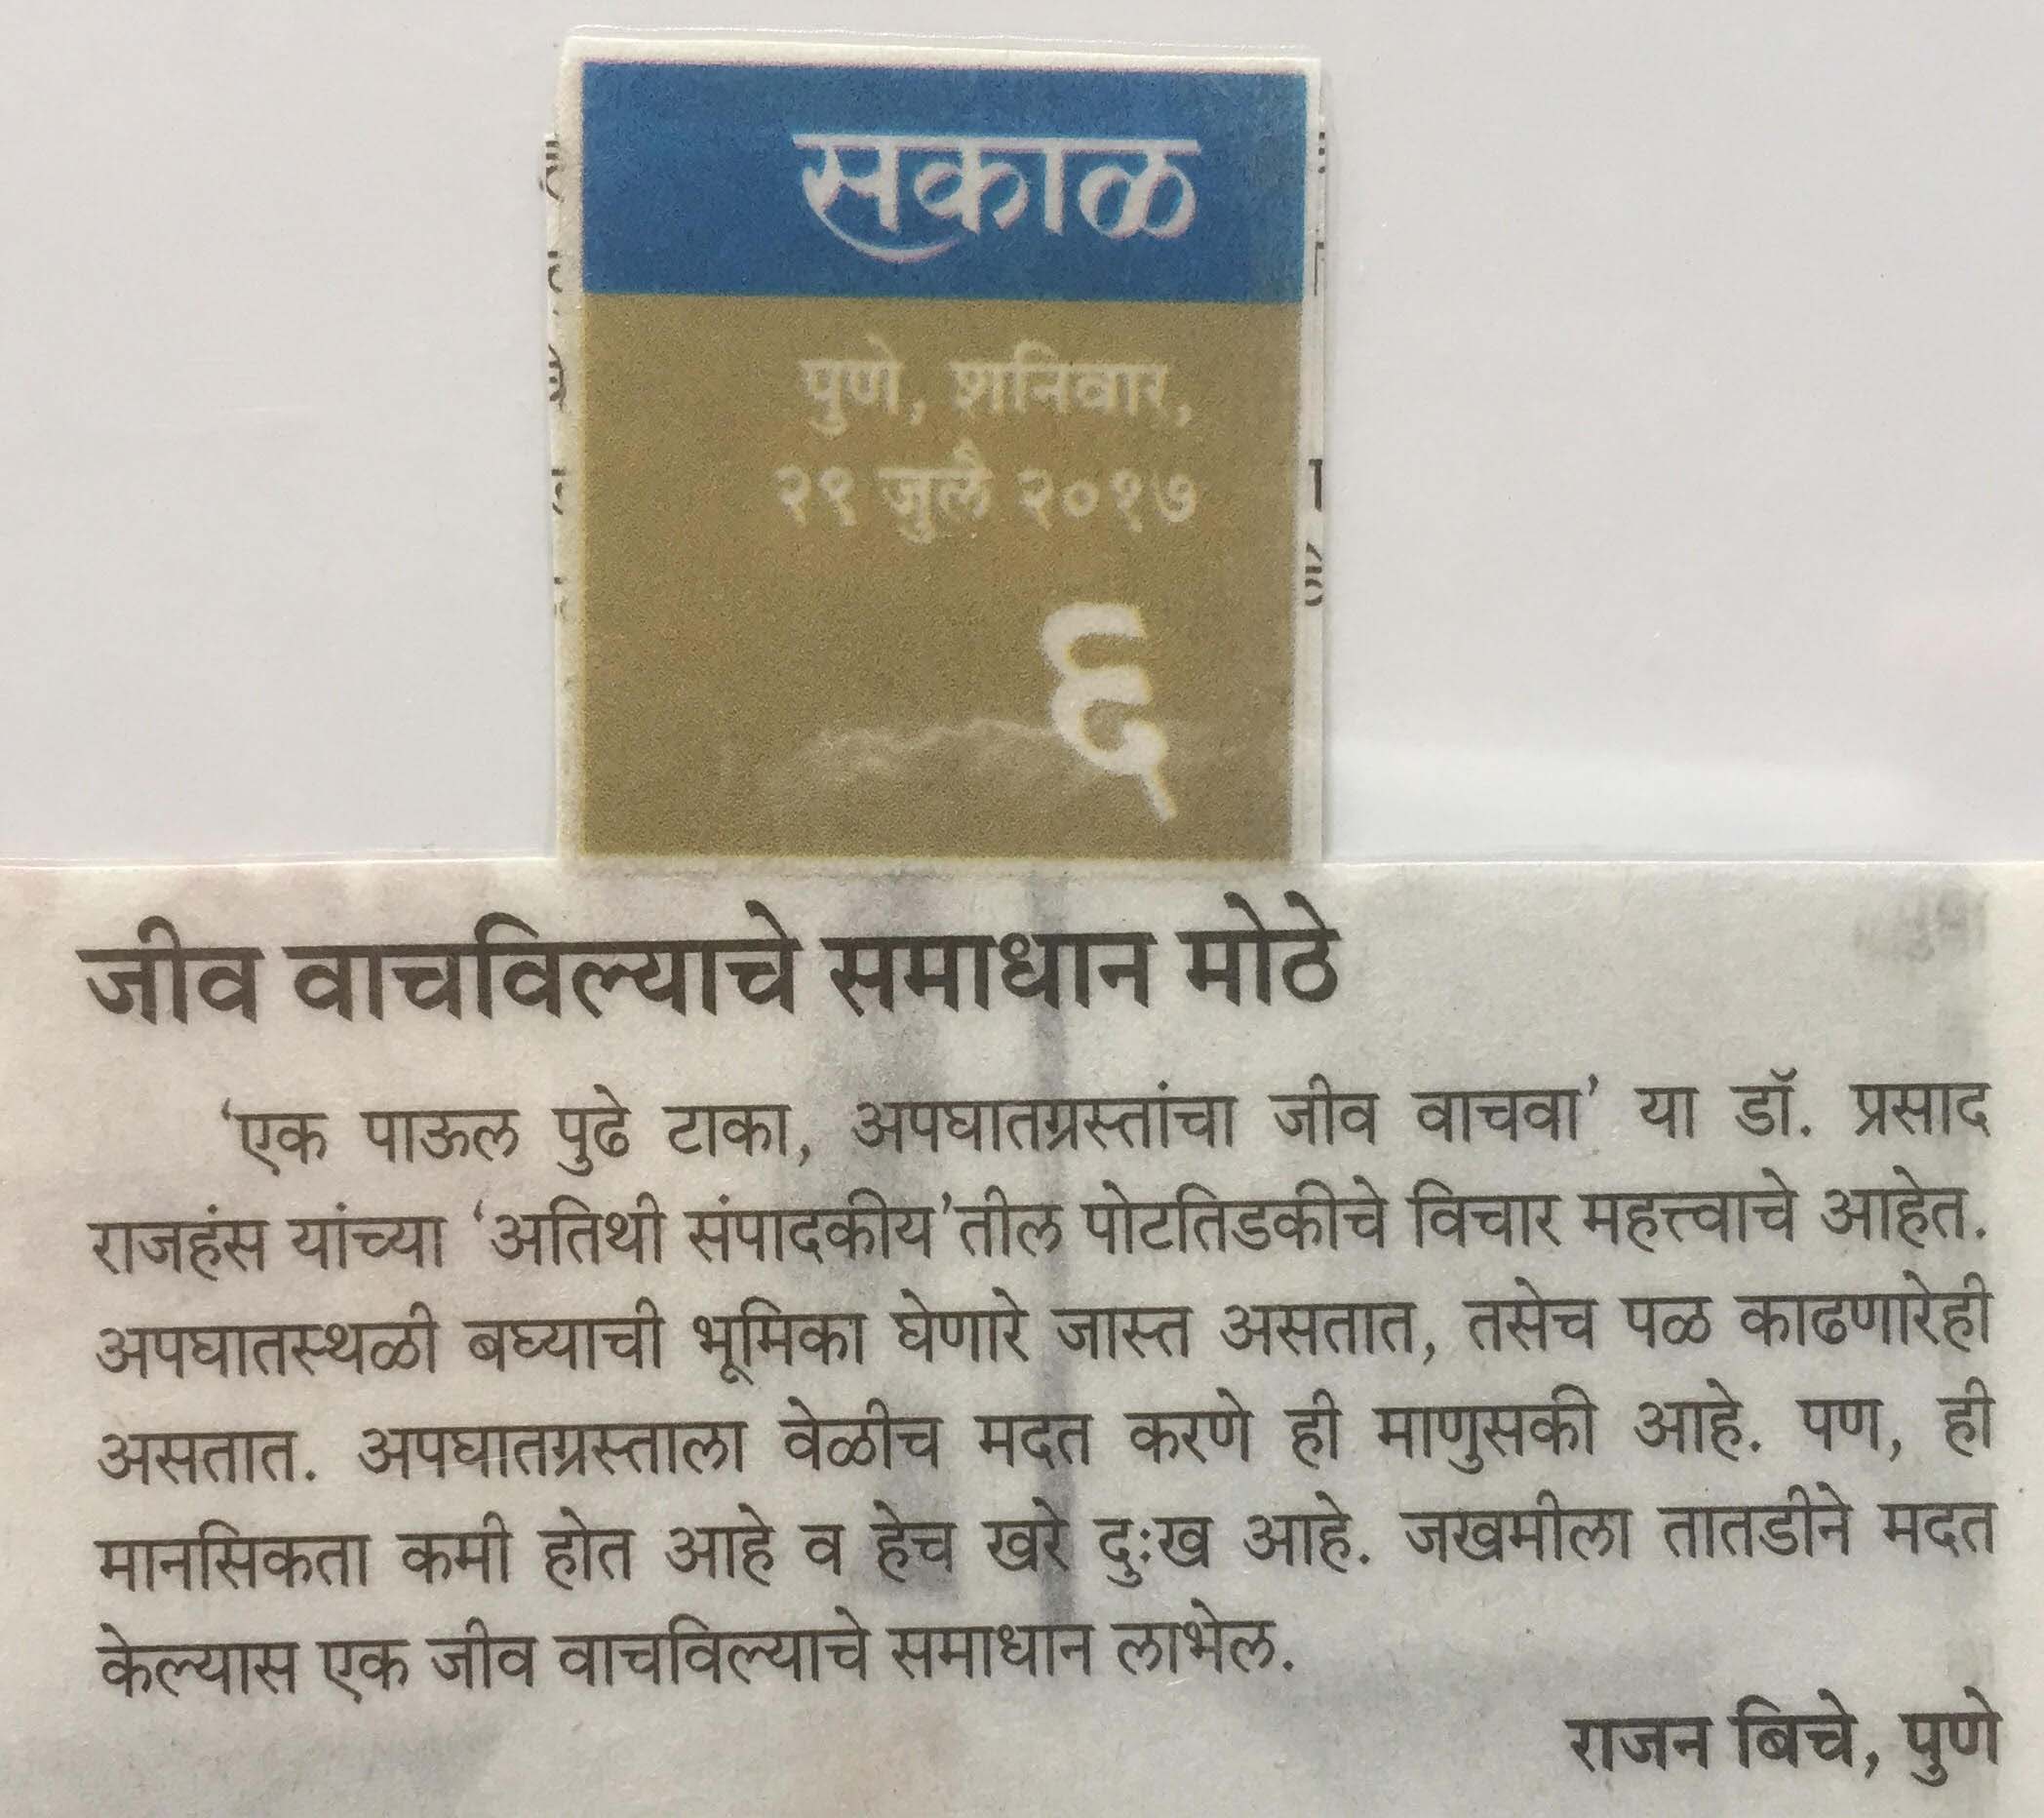 सकाळ
पुणे, शनिवार,
२९ जुलै २०१७
६
जीव वाचविल्याचे समाधान मोठे
‘एक पाऊल पुढे टाका, अपघातग्रस्तांचा जीव वाचवा’ या डॉ. प्रसाद
राजहंस यांच्या ‘अतिथी संपादकीय’तील पोटतिडकीचे विचार महत्त्वाचे आहेत.
अपघातस्थळी बघ्याची भूमिका घेणारे जास्त असतात, तसेच पळ काढणारेही
असतात. अपघातग्रस्ताला वेळीच मदत करणे ही माणुसकी आहे. पण, ही
मानसिकता कमी होत आहे व हेच खरे दुःख आहे. जखमीला तातडीने मदत
केल्यास एक जीव वाचविल्याचे समाधान लाभेल.
राजन बिचे, पुणे